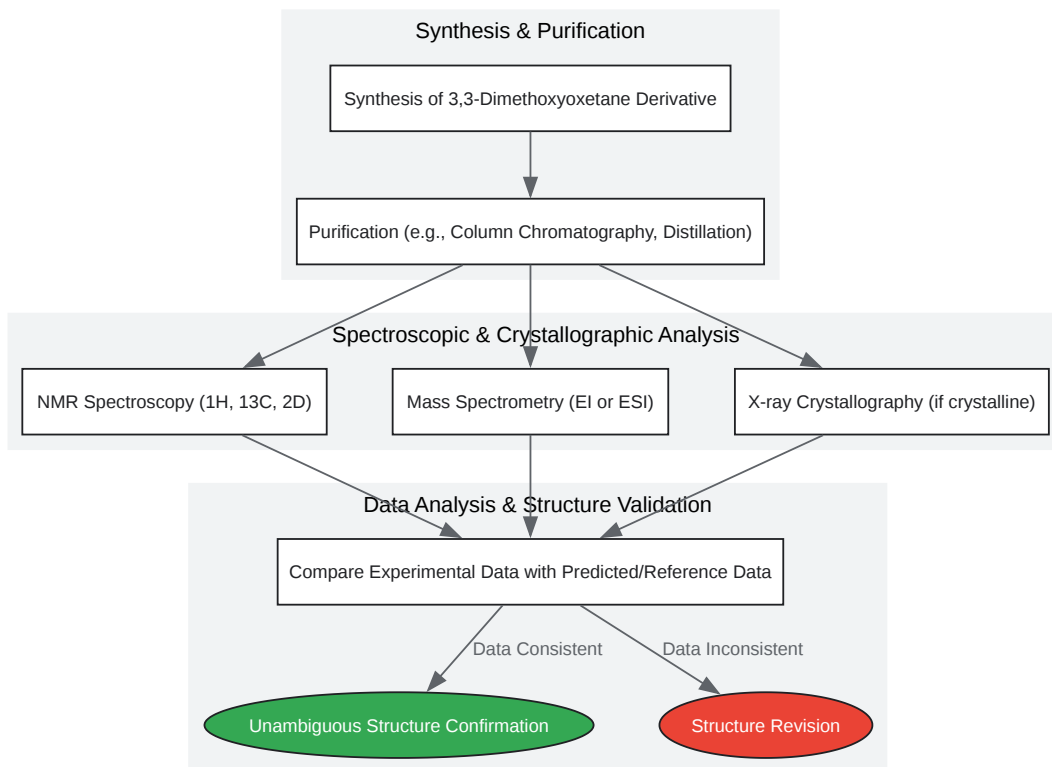 Synthesis & Purification
Synthesis of 3,3-Dimethoxyoxetane Derivative
Purification (e.g., Column Chromatography, Distillation)
Spectroscopic & Crystallographic Analysis
NMR Spectroscopy (1H, 13C, 2D)
Mass Spectrometry (EI or ESI)
X-ray Crystallography (if crystalline)
Data Analysis & Structure Validation
Compare Experimental Data with Predicted/Reference Data
Data Consistent
Data Inconsistent
Unambiguous Structure Confirmation
Structure Revision